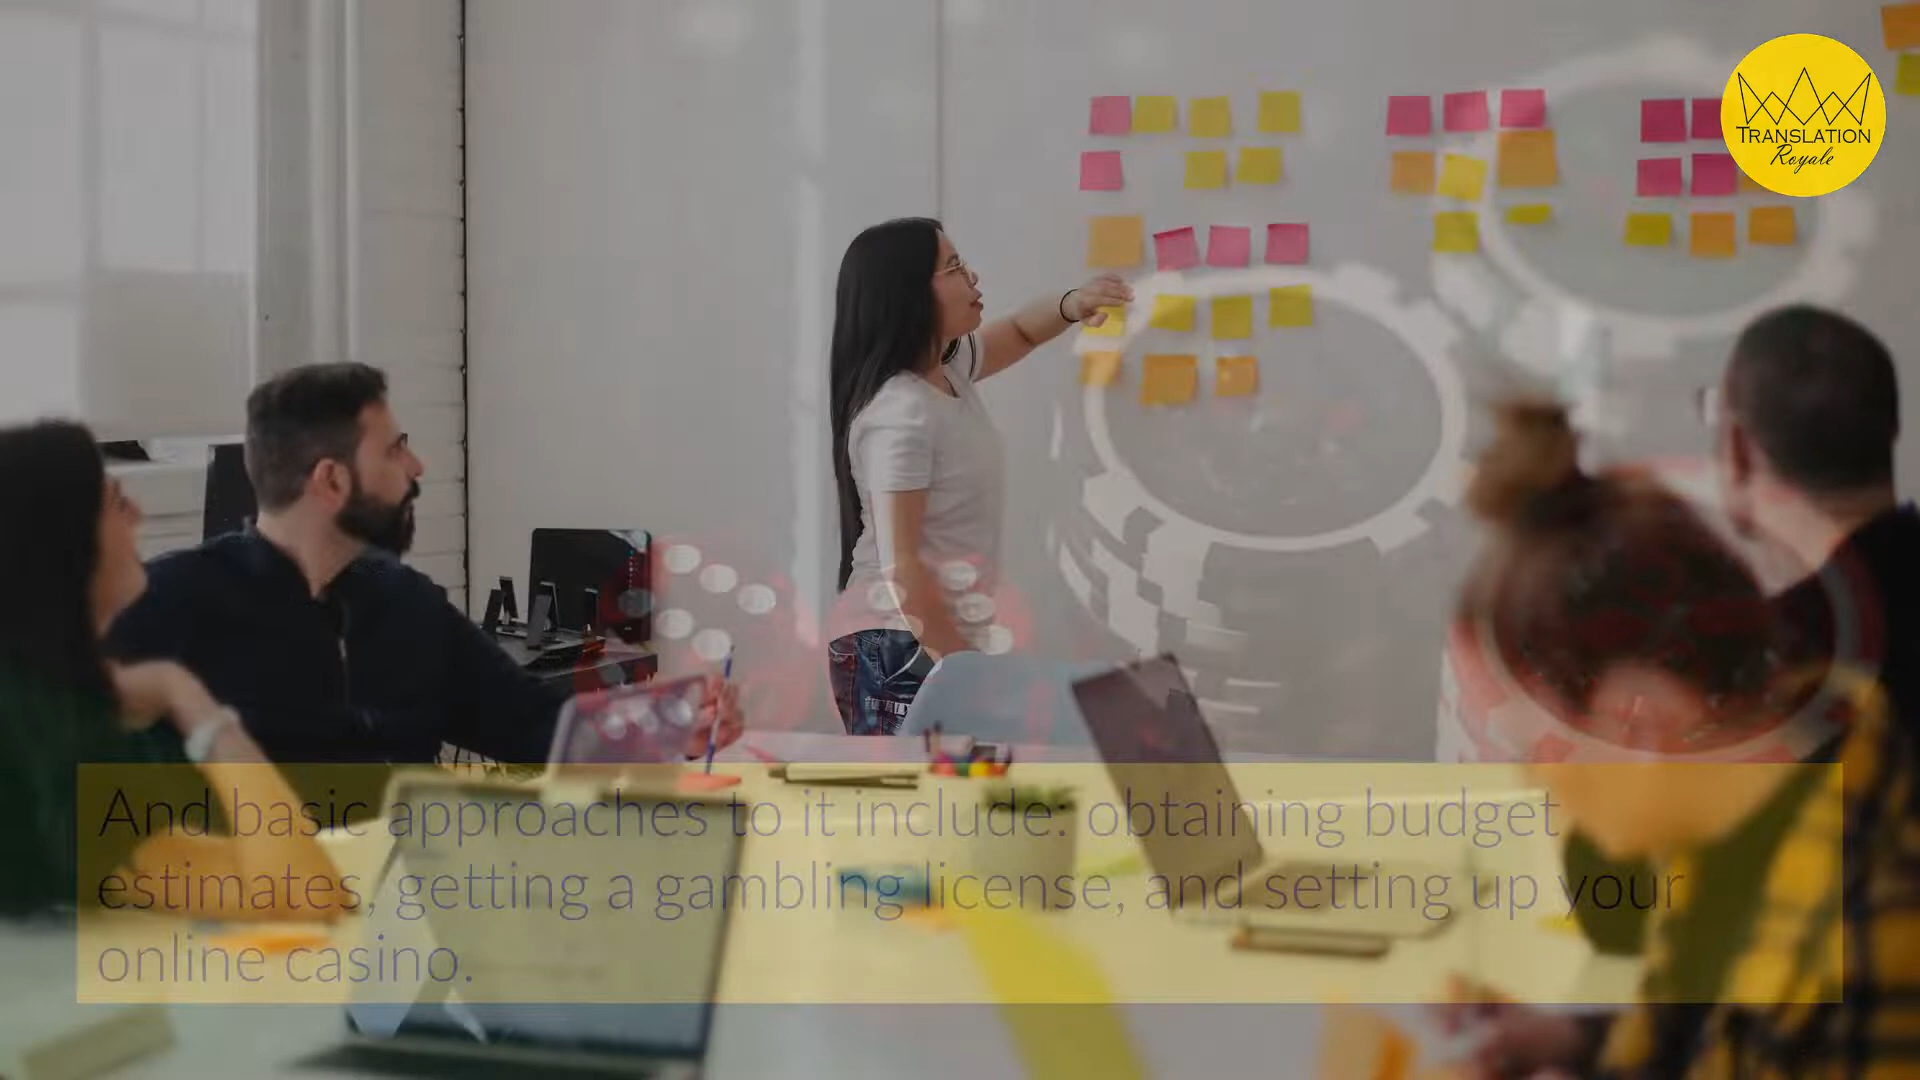 TRANSLATION
Royale
And basic approaches to it include: obtaining budget
estimates, getting a gambling license, and setting up your
online casino.